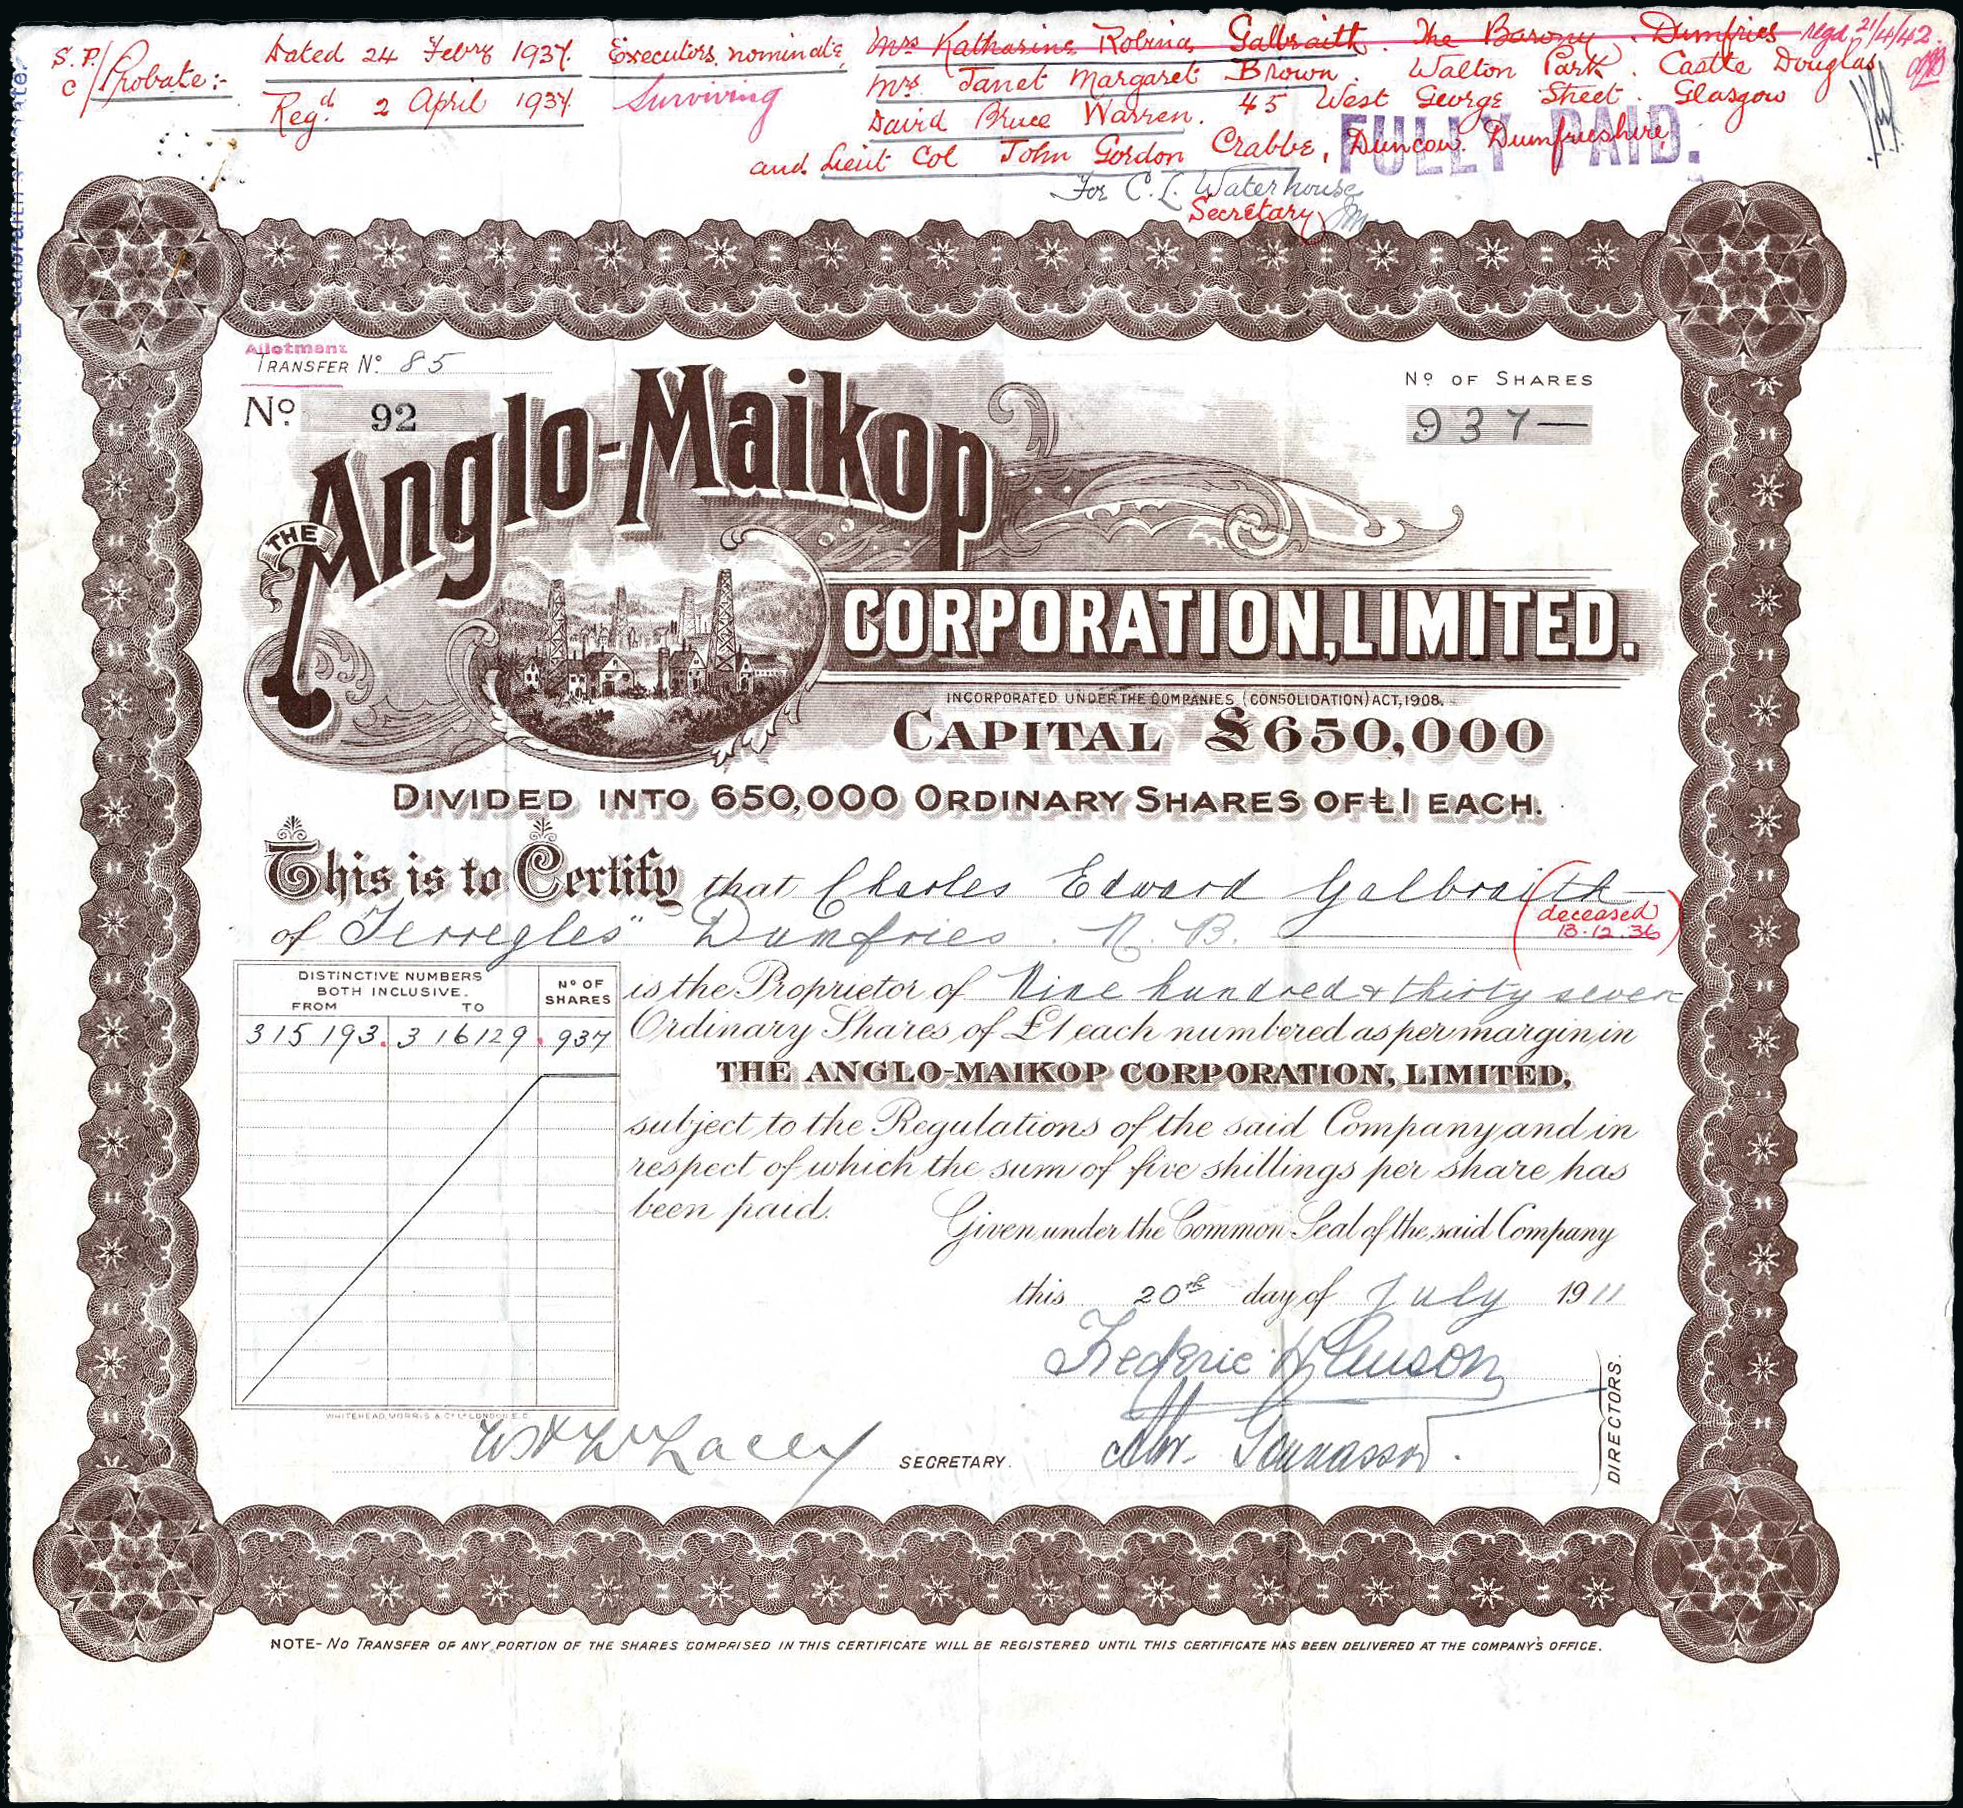 S.P./ Dated 24 Febry 1937. Executors nominate Mrs Katharine Robina Galbraith. The Barony. Dumfries regd 21/4/42.
c/ Probate:- Surviving Mrs. Janet Margaret Brown. Walton Park. Castle Douglas
Regd. 2 April 1937. David Bruce Warren. 45 West George Street. Glasgow
and Lieut Col John Gordon Crabbe, Duncow. Dumfrieshire,
FULLY PAID.
For C. L. Waterhouse
Secretary
Allotment
TRANSFER No. 85
No. 92
No OF SHARES
937—
THE Anglo-Maikop
CORPORATION, LIMITED.
INCORPORATED UNDER THE COMPANIES (CONSOLIDATION) ACT, 1908.
CAPITAL £650,000
DIVIDED INTO 650,000 ORDINARY SHARES OF £1 EACH.
This is to Certify that Charles Edward Galbraith
(deceased
13.12.36)
of "Terregles" Dumfries. N. B.
DISTINCTIVE NUMBERS
BOTH INCLUSIVE.
FROM TO
No OF
SHARES
315193. 316129. 937
is the Proprietor of Nine hundred & thirty seven
Ordinary Shares of £1 each numbered as per margin, in
THE ANGLO-MAIKOP CORPORATION, LIMITED,
subject to the Regulations of the said Company and in
respect of which the sum of five shillings per share has
been paid.
Given under the Common Seal of the said Company
this 20th day of July 1911
DIRECTORS.
WHITEHEAD, MORRIS & Co Ld LONDON E.C.
Lacey
SECRETARY.
NOTE- NO TRANSFER OF ANY PORTION OF THE SHARES COMPRISED IN THIS CERTIFICATE WILL BE REGISTERED UNTIL THIS CERTIFICATE HAS BEEN DELIVERED AT THE COMPANY'S OFFICE.